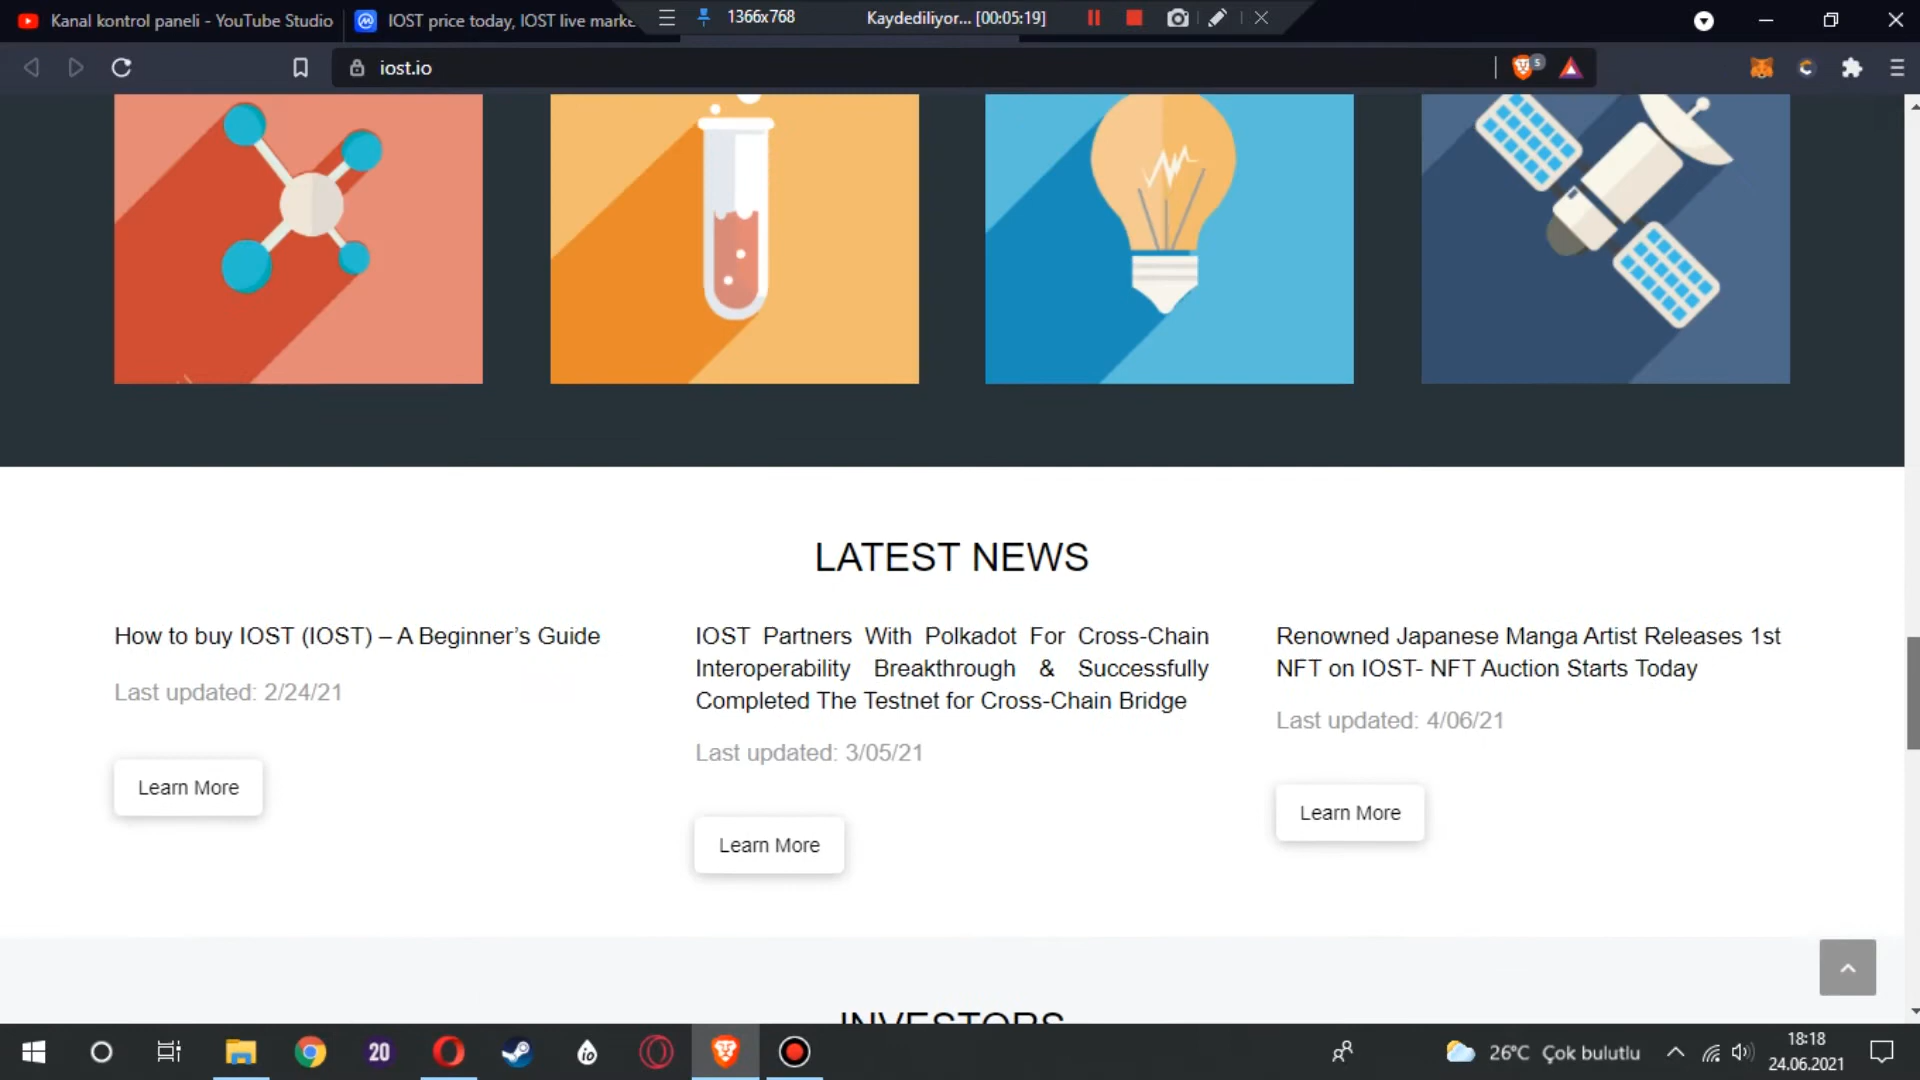 Kanal kontrol paneli - YouTube Studio
IOST price today, IOST live marke
1366x768
Kaydediliyor... [00:05:19]
iost.io
5
LATEST NEWS
How to buy IOST (IOST) – A Beginner’s Guide
Last updated: 2/24/21
Learn More
IOST Partners With Polkadot For Cross-Chain
Interoperability Breakthrough & Successfully
Completed The Testnet for Cross-Chain Bridge
Last updated: 3/05/21
Learn More
Renowned Japanese Manga Artist Releases 1st
NFT on IOST- NFT Auction Starts Today
Last updated: 4/06/21
Learn More
INVESTORS
20
io
26°C Çok bulutlu
18:18
24.06.2021